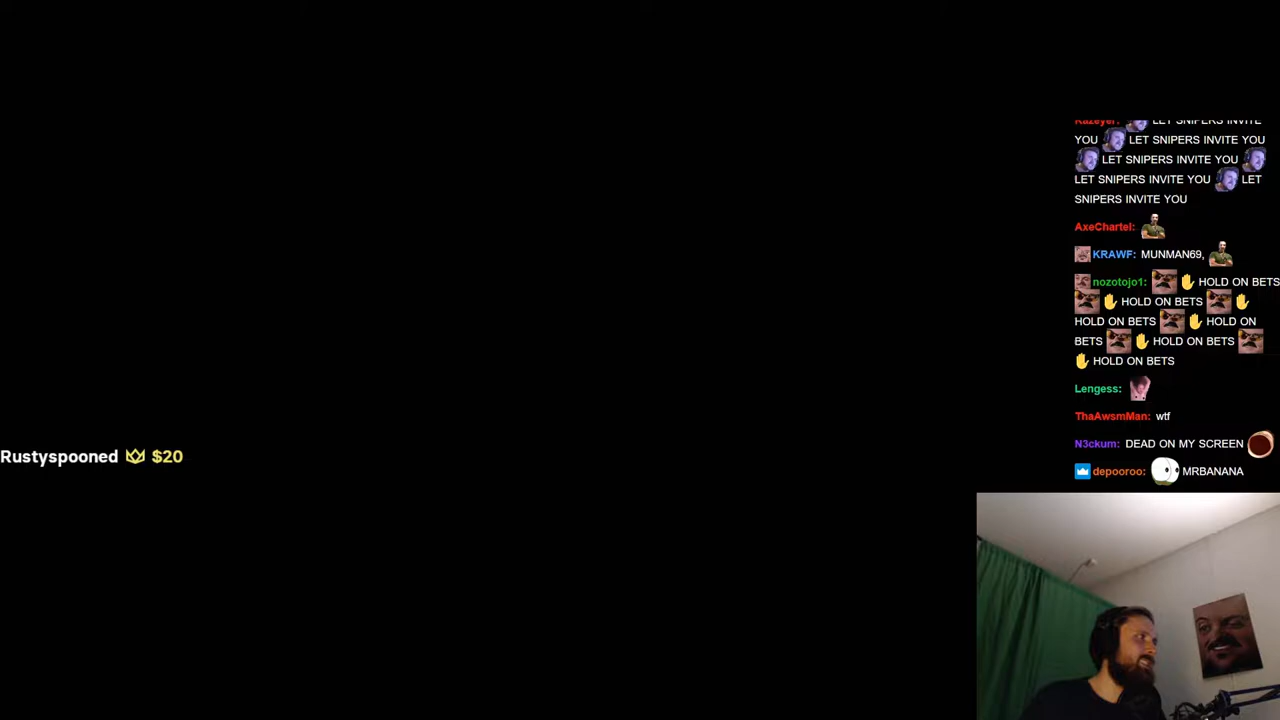 Kazeyer: LET SNIPERS INVITE
YOU LET SNIPERS INVITE YOU
LET SNIPERS INVITE YOU
LET SNIPERS INVITE YOU LET
SNIPERS INVITE YOU
AxeChartel:
KRAWF: MUNMAN69,
nozotojo1: ✋ HOLD ON BETS
✋ HOLD ON BETS ✋
HOLD ON BETS ✋ HOLD ON
BETS ✋ HOLD ON BETS
✋ HOLD ON BETS
Lengess:
ThaAwsmMan: wtf
Rustyspooned $20
N3ckum: DEAD ON MY SCREEN
depooroo: MRBANANA